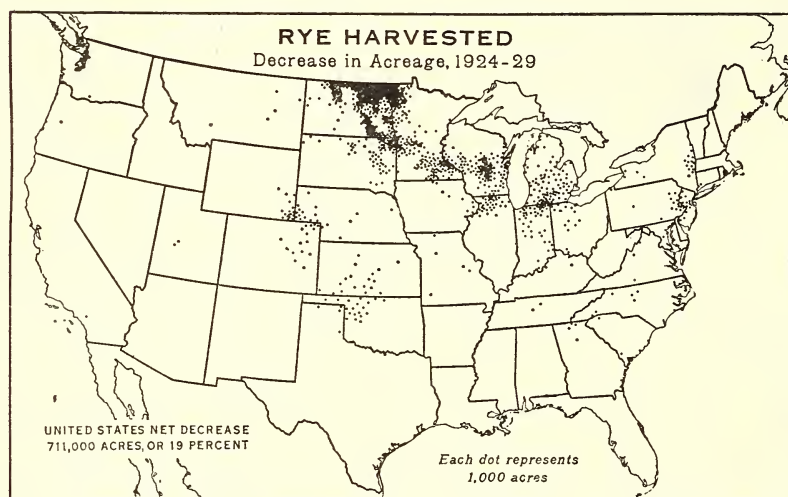 RYE HARVESTED
Decrease in Acreage, 1924-29
UNITED STATES NET DECREASE
711,000 ACRES, OR 19 PERCENT
Each dot represents
1,000 acres